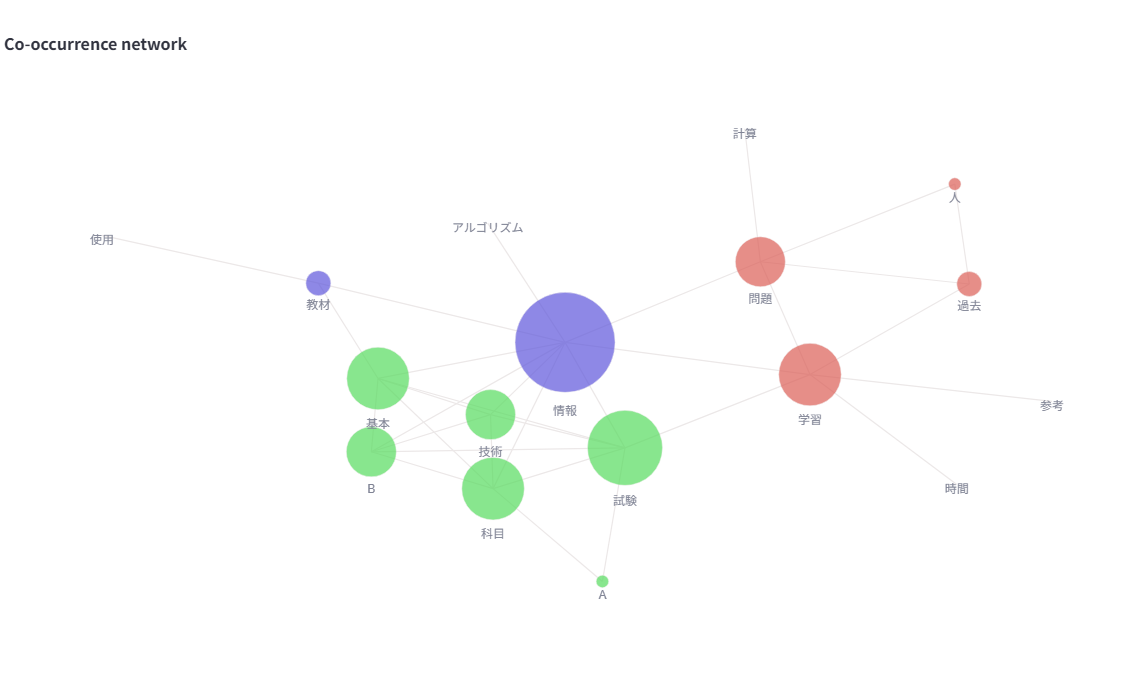 Co-occurrence network
計算
人
アルゴリズム
使用
問題
教材
過去
参考
情報
学習
基本
技術
B
時間
試験
科目
A